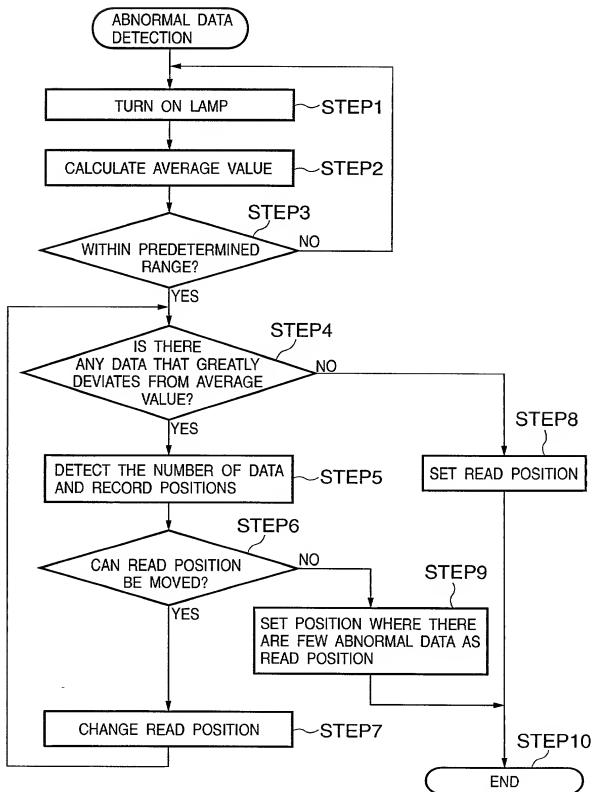 ABNORMAL DATA
DETECTION
TURN ON LAMP
STEP1
CALCULATE AVERAGE VALUE
STEP2
STEP3
WITHIN PREDETERMINED
RANGE?
NO
YES
STEP4
IS THERE
ANY DATA THAT GREATLY
DEVIATES FROM AVERAGE
VALUE?
NO
YES
STEP8
SET READ POSITION
DETECT THE NUMBER OF DATA
AND RECORD POSITIONS
STEP5
STEP6
CAN READ POSITION
BE MOVED?
NO
YES
STEP9
SET POSITION WHERE THERE
ARE FEW ABNORMAL DATA AS
READ POSITION
CHANGE READ POSITION
STEP7
STEP10
END